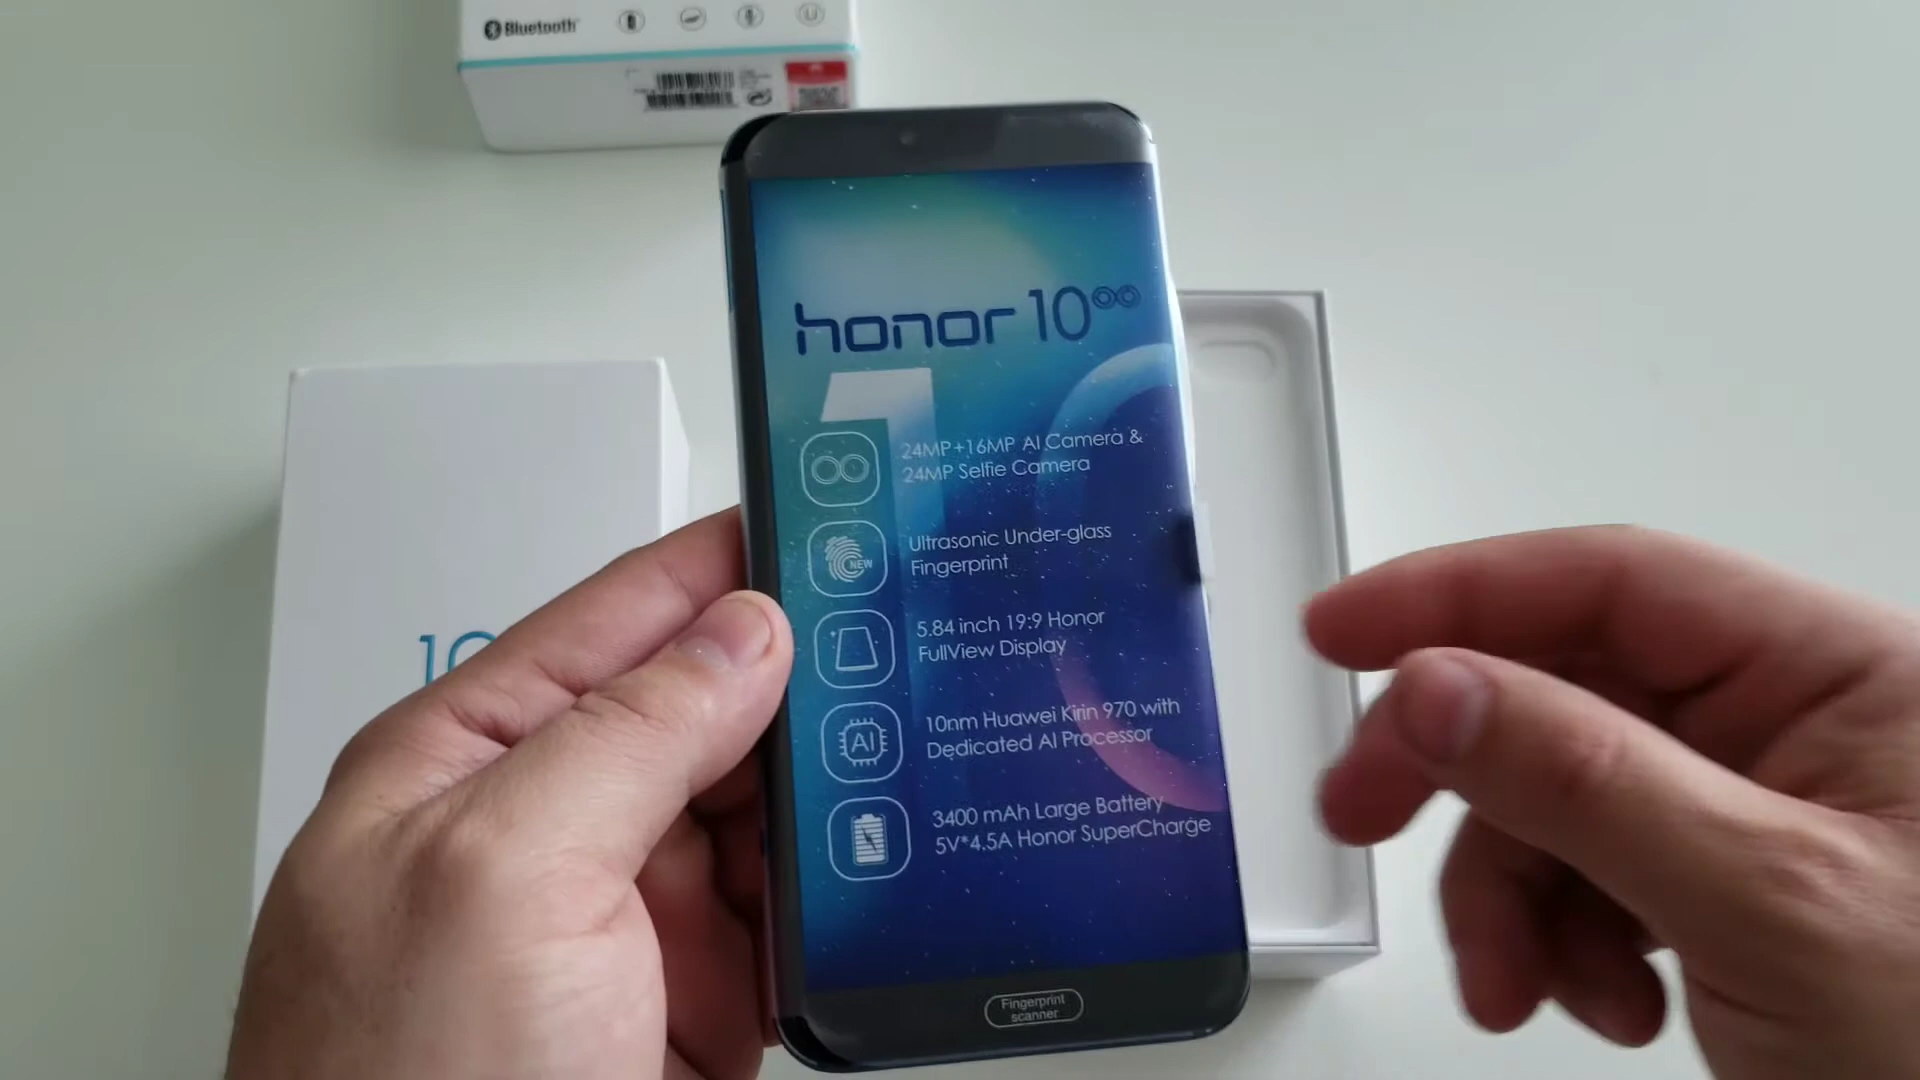 Bluetooth
honor 10
10
24MP+16MP AI Camera &
24MP Selfie Camera
NEW
Ultrasonic Under-glass
Fingerprint
5.84 inch 19:9 Honor
FullView Display
AI
10nm Huawei Kirin 970 with
Dedicated AI Processor
3400 mAh Large Battery
5V*4.5A Honor SuperCharge
Fingerprint
scanner
10